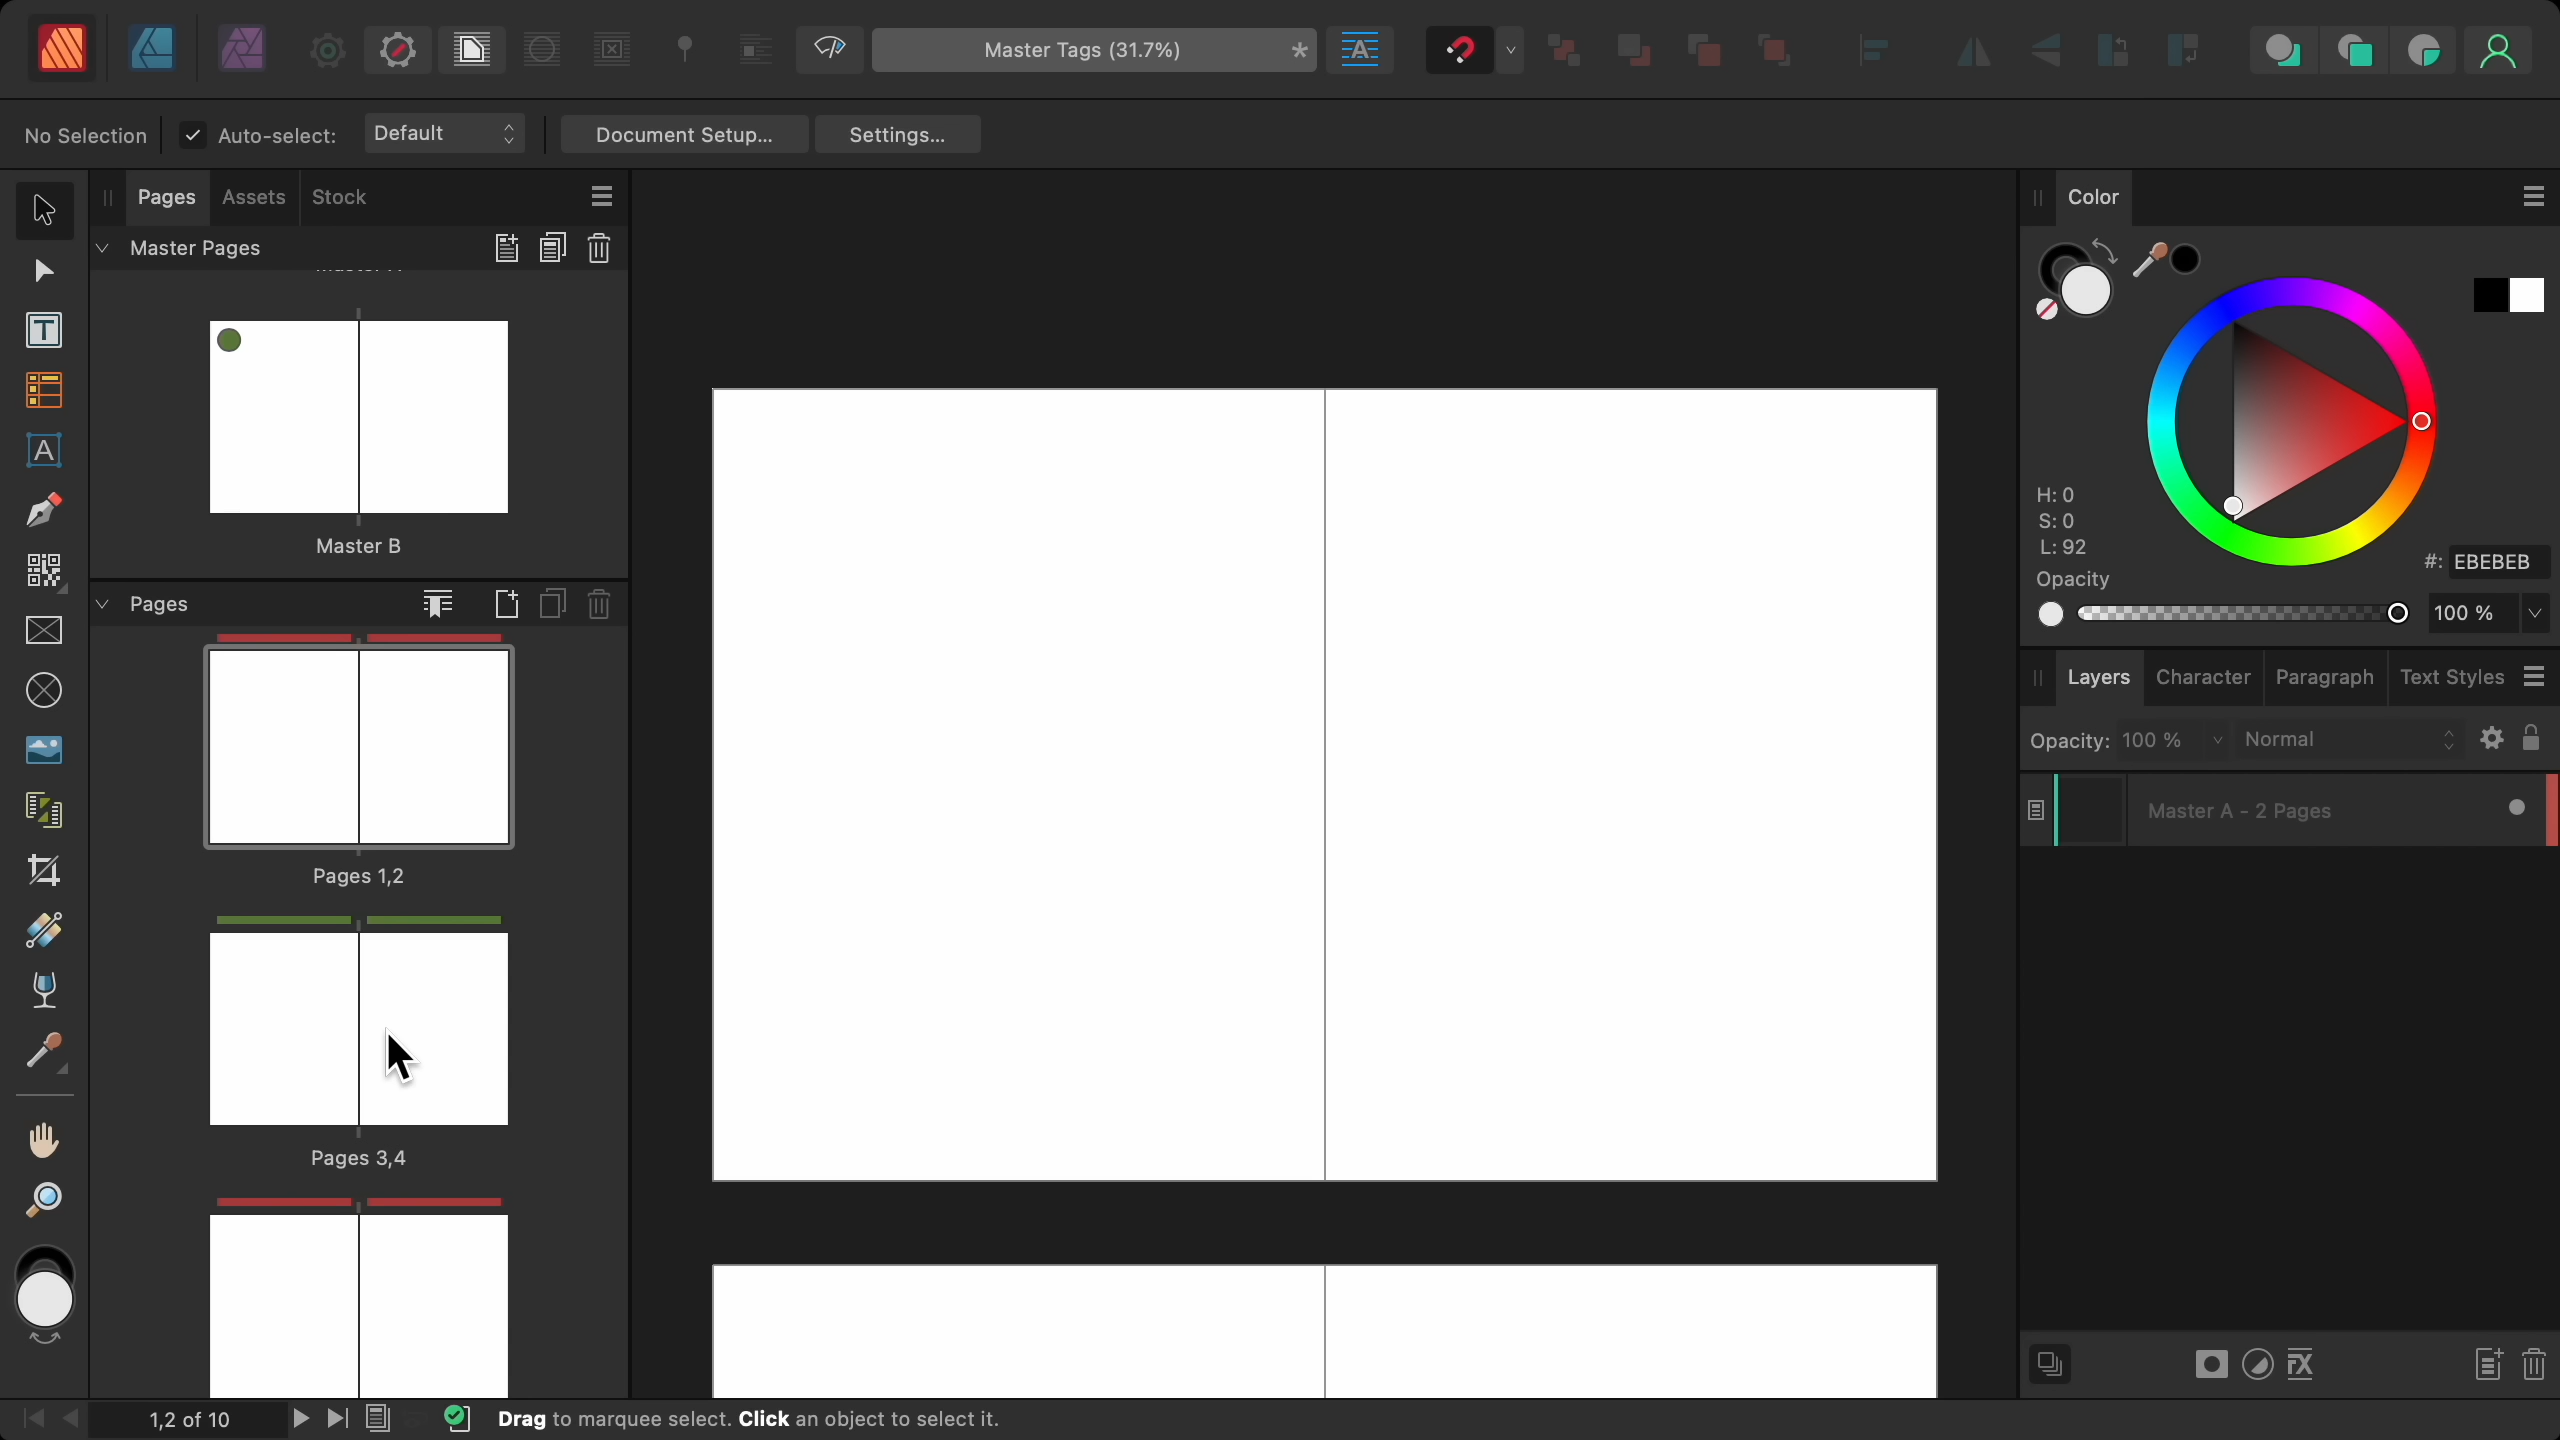 Master Tags (31.7%)
*
No Selection
Auto-select:
Default
Document Setup...
Settings...
Pages
Assets
Stock
Master Pages
Master B
Pages
Pages 1,2
Pages 3,4
1,2 of 10
Drag to marquee select. Click an object to select it.
Color
H: 0
S: 0
L: 92
#: EBEBEB
Opacity
100 %
Layers
Character
Paragraph
Text Styles
Opacity: 100 %
Normal
Master A - 2 Pages